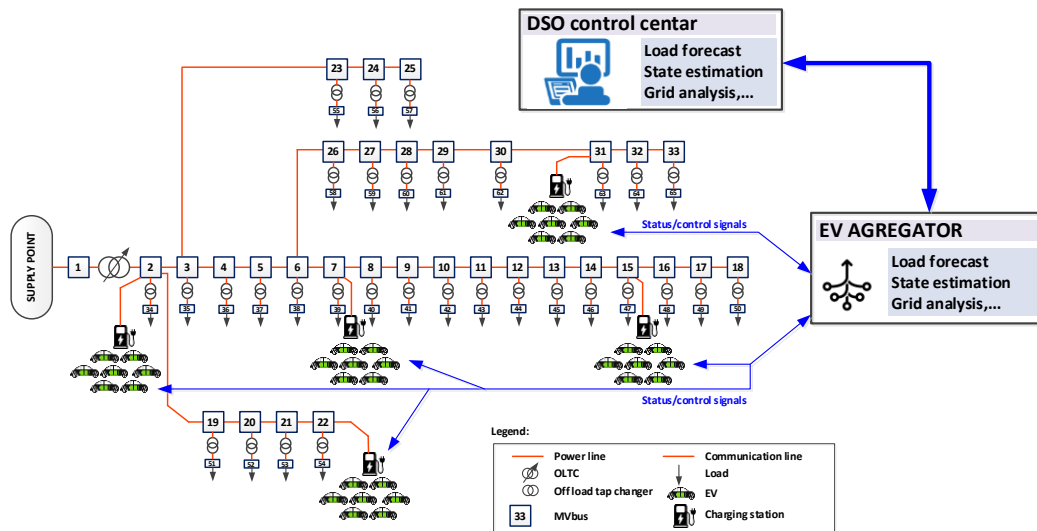 DSO control centar
Load forecast
State estimation
Grid analysis,...
23 24 25
55 56 57
26 27 28 29 30 31 32 33
58 59 60 61 62 63 64 65
Status/control signals
EV AGREGATOR
Load forecast
State estimation
Grid analysis,...
SUPPLY POINT
1 2 3 4 5 6 7 8 9 10 11 12 13 14 15 16 17 18
34 35 36 37 38 39 40 41 42 43 44 45 46 47 48 49 50
Status/control signals
19 20 21 22
51 52 53 54
Legend:
Power line
Communication line
OLTC
Load
Off load tap changer
EV
33
MVbus
Charging station